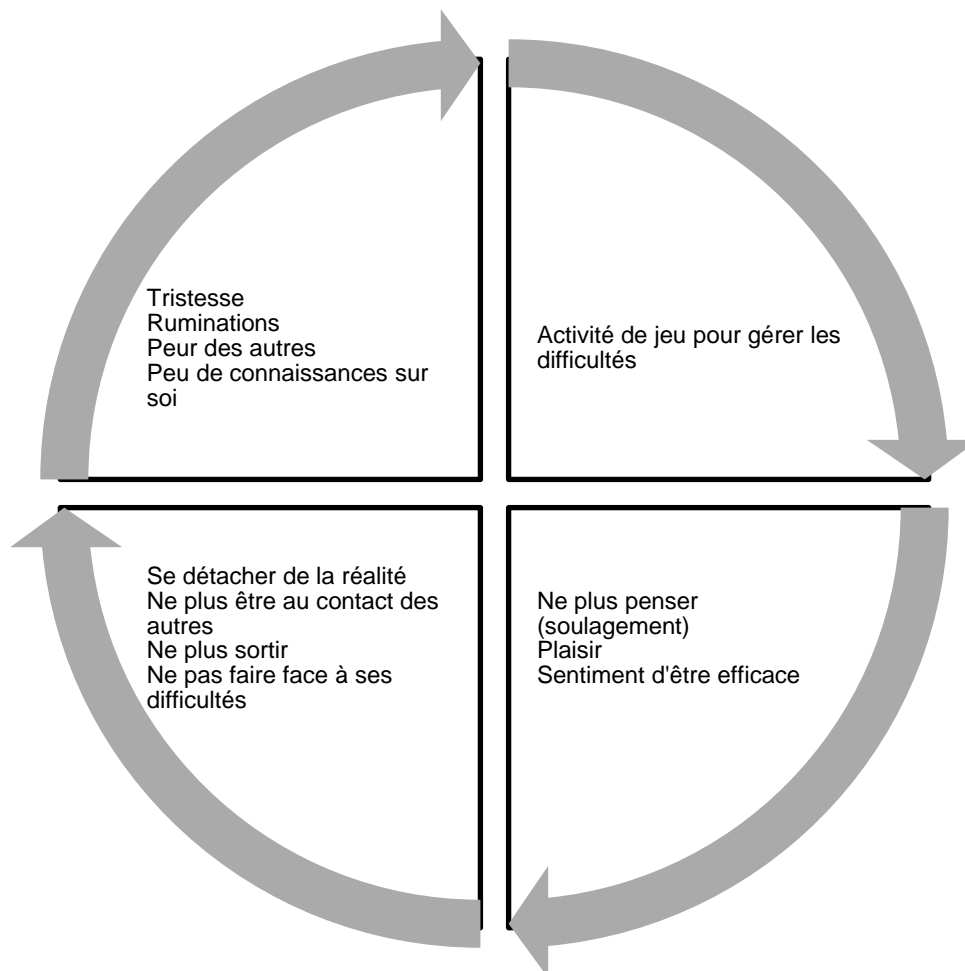 Tristesse
Ruminations
Peur des autres
Peu de connaissances sur
soi
Activité de jeu pour gérer les
difficultés
Se détacher de la réalité
Ne plus être au contact des
autres
Ne plus sortir
Ne pas faire face à ses
difficultés
Ne plus penser
(soulagement)
Plaisir
Sentiment d'être efficace